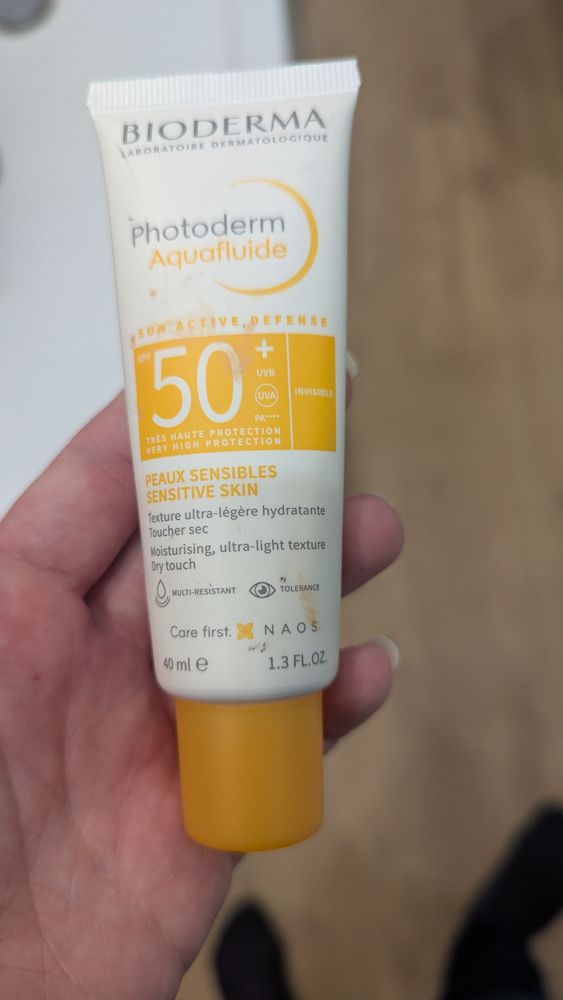 BIODERMA
LABORATOIRE DERMATOLOGIQUE
Photoderm
Aquafluide
SUN ACTIVE DEFENSE
SPF
50+
UVB
UVA
PA++++
INVISIBLE
TRÈS HAUTE PROTECTION
VERY HIGH PROTECTION
PEAUX SENSIBLES
SENSITIVE SKIN
Texture ultra-légère hydratante
Toucher sec
Moisturising, ultra-light texture
Dry touch
MULTI-RESISTANT
TOLERANCE
Care first. NAOS
40 ml ℮ 1.3 FL.OZ.